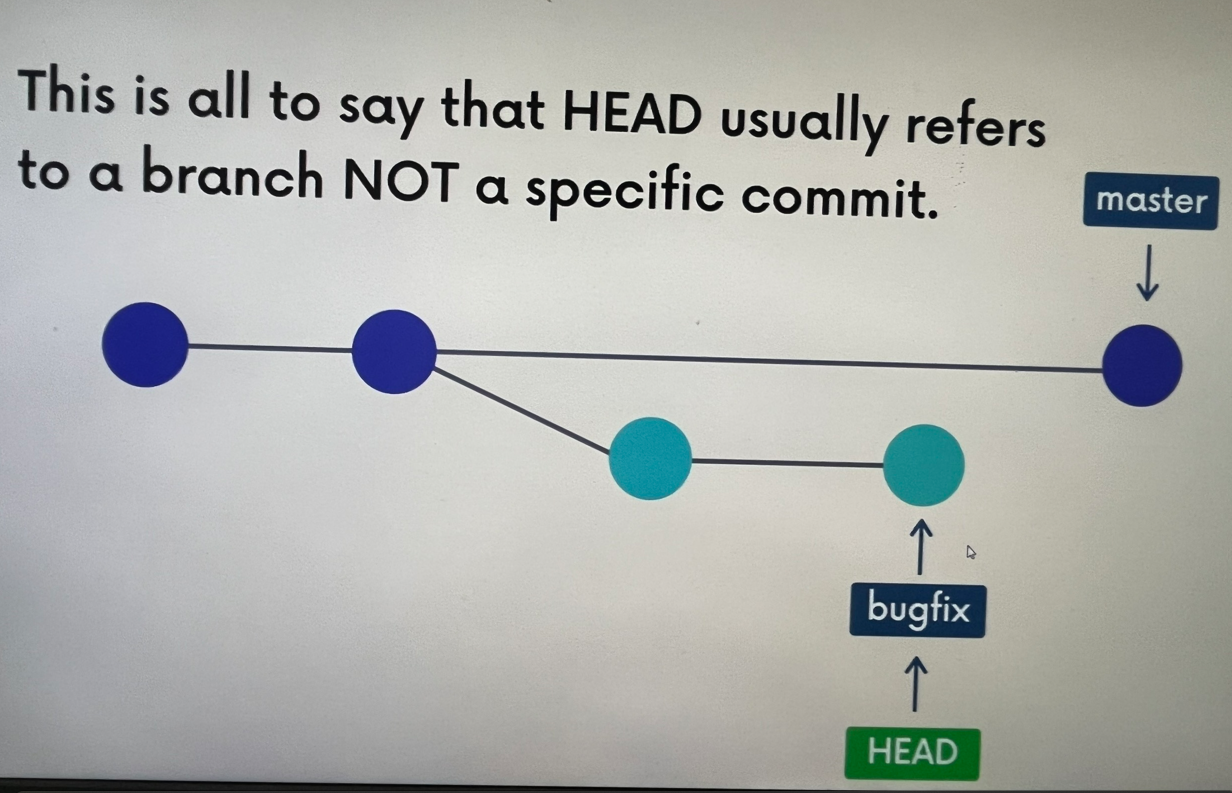 This is all to say that HEAD usually refers
to a branch NOT a specific commit.
master
bugfix
HEAD